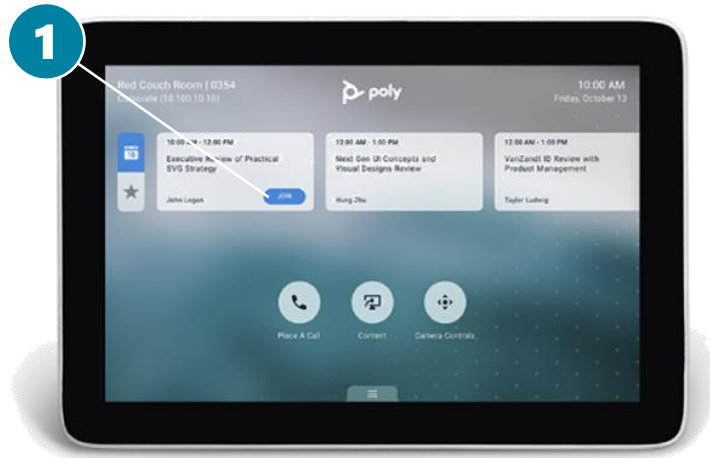 1
Red Couch Room | 0354
Corporate (10.100.10.16)
poly
10:00 AM
Friday, October 13
10:00 AM - 12:00 PM
Executive Review of Practical
SVG Strategy
John Logan
JOIN
12:00 AM - 1:00 PM
Next Gen UI Concepts and
Visual Designs Review
Hung Zhu
12:00 AM - 1:00 PM
VanZandt ID Review with
Product Management
Taylor Ludwig
Place A Call
Content
Camera Controls